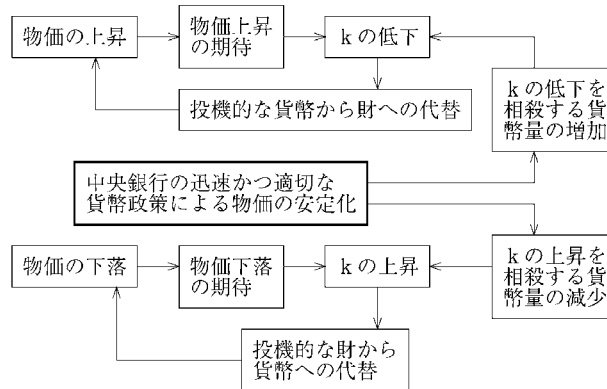 物価の上昇
物価上昇
の期待
kの低下
投機的な貨幣から財への代替
kの低下を
相殺する貨
幣量の増加
中央銀行の迅速かつ適切な
貨幣政策による物価の安定化
物価の下落
物価下落
の期待
kの上昇
kの上昇を
相殺する貨
幣量の減少
投機的な財から
貨幣への代替